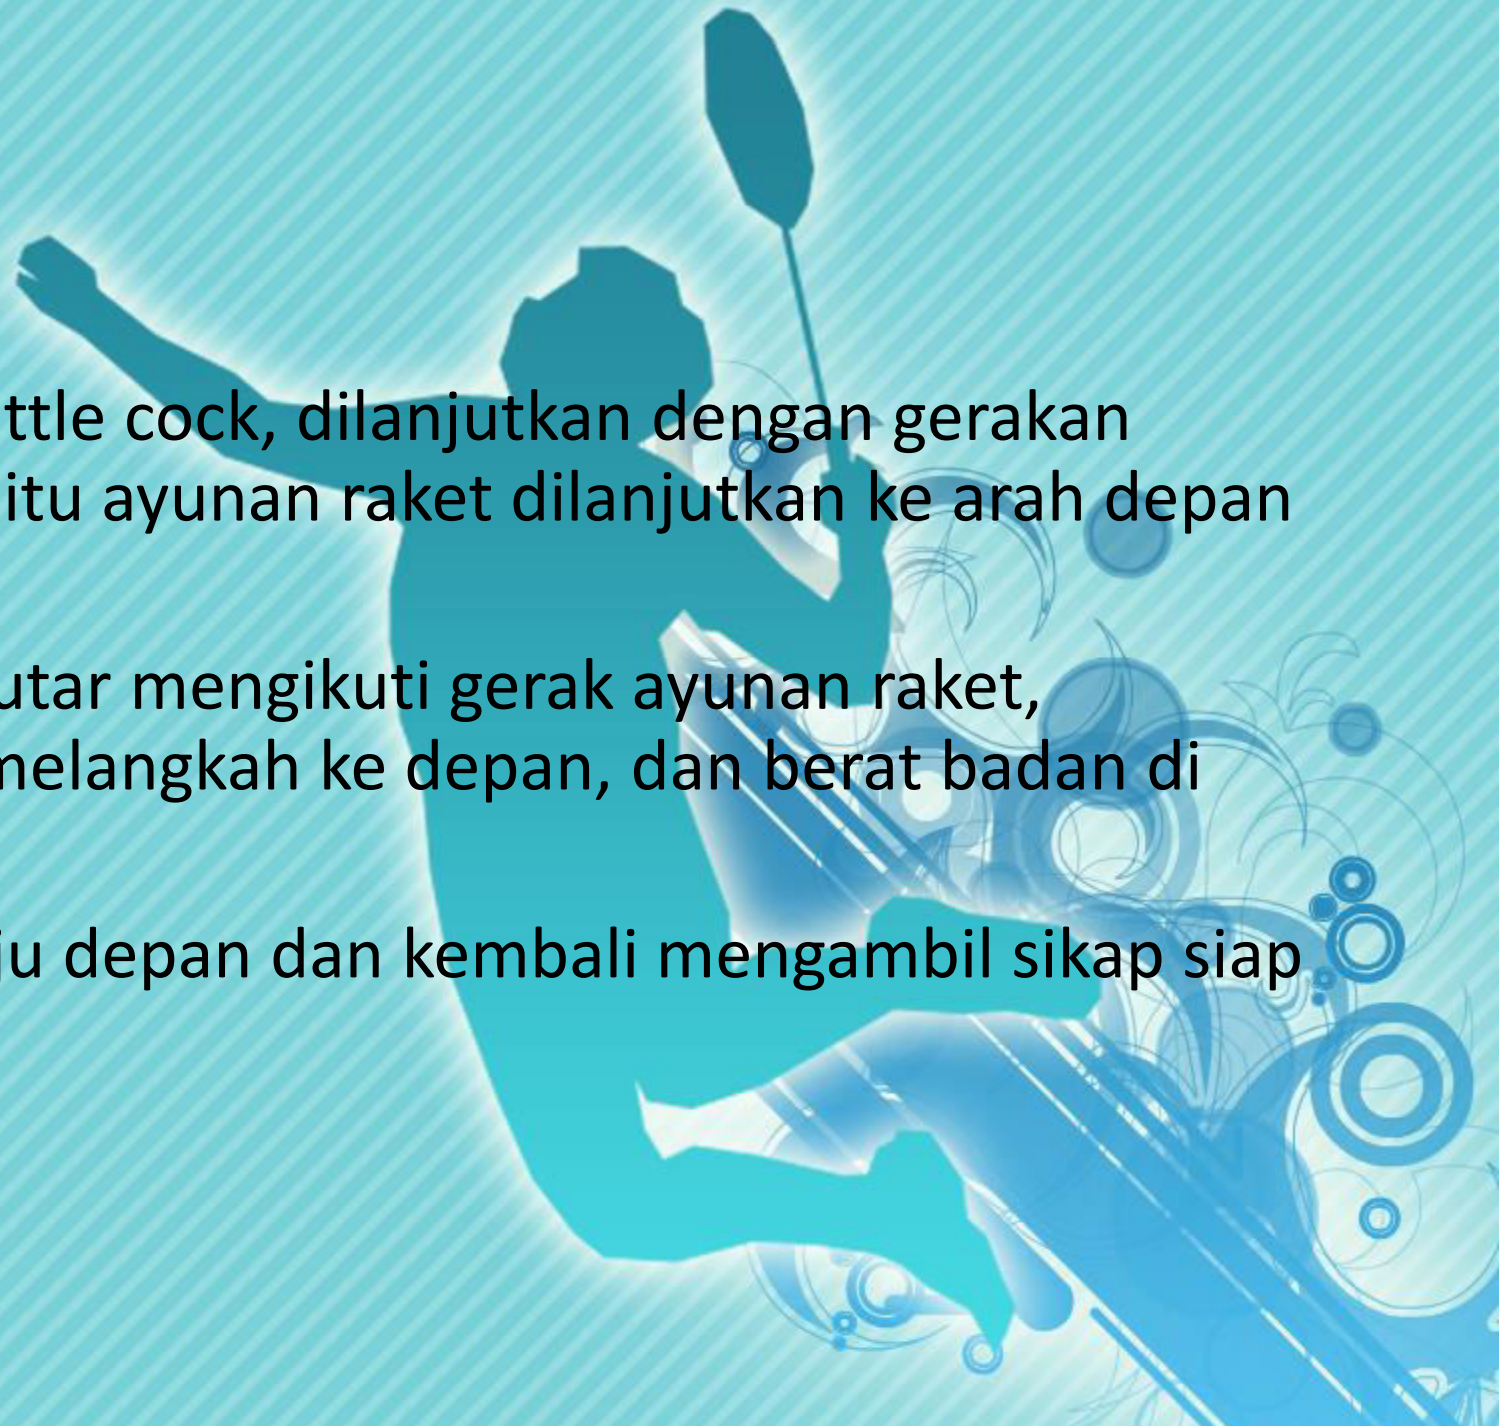 ttle cock, dilanjutkan dengan gerakan
itu ayunan raket dilanjutkan ke arah depan
utar mengikuti gerak ayunan raket,
melangkah ke depan, dan berat badan di
ju depan dan kembali mengambil sikap siap